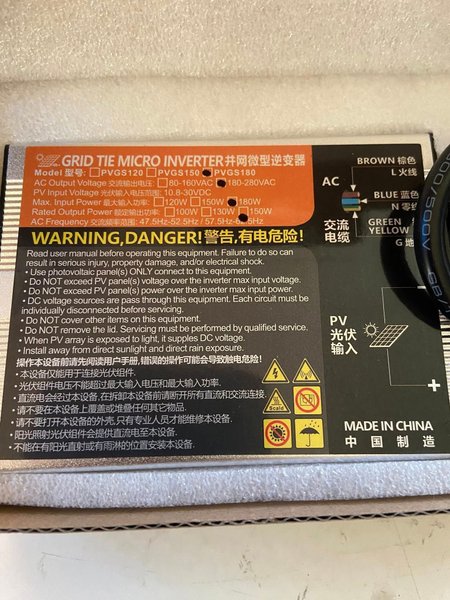 GRID TIE MICRO INVERTER 并网微型逆变器
Model 型号: PVGS120 PVGS150 PVGS180
AC Output Voltage 交流输出电压: 80-160VAC 180-280VAC
PV Input Voltage 光伏输入电压范围: 10.8-30VDC
Max. Input Power 最大输入功率: 120W 150W 180W
Rated Output Power 额定输出功率: 100W 130W 150W
AC Frequency 交流频率范围: 47.5Hz-52.5Hz 57.5Hz-62.5Hz
WARNING,DANGER! 警告,有电危险!
Read user manual before operating this equipment. Failure to do so can
result in serious injury, property damage, and/or electrical shock.
• Use photovoltaic panel(s) ONLY connect to this equipment.
• Do NOT exceed PV panel(s) voltage over the inverter max input voltage.
• Do NOT exceed PV panel(s) power over the inverter max input power.
• DC voltage sources are pass through this equipment. Each circuit must be
individually disconnected before servicing.
• Do NOT cover other items on this equipment.
• Do NOT remove the lid. Servicing must be performed by qualified service.
• When PV array is exposed to light, it supplies DC voltage.
• Install away from direct sunlight and direct rain exposure.
操作本设备前请先阅读用户手册,错误的操作可能会导致触电危险!
• 本设备仅能用于连接光伏组件.
• 光伏组件电压不能超过最大输入电压和最大输入功率.
• 直流电会经过本设备,在拆卸本设备前请断开所有直流和交流连接.
• 请不要在本设备上覆盖或堆叠任何其它物品.
• 请不要打开本设备的外壳,只有专业人员才能维修本设备.
• 阳光照射光伏组件会提供直流电至本设备.
• 不能在有阳光直射或有雨淋的位置安装本设备.
Scald
BROWN 棕色
L 火线
AC
BLUE 蓝色
N 零线
交流
电缆
GREEN
YELLOW
G 地
PV
光伏
输入
+
MADE IN CHINA
中国制造
300/500V